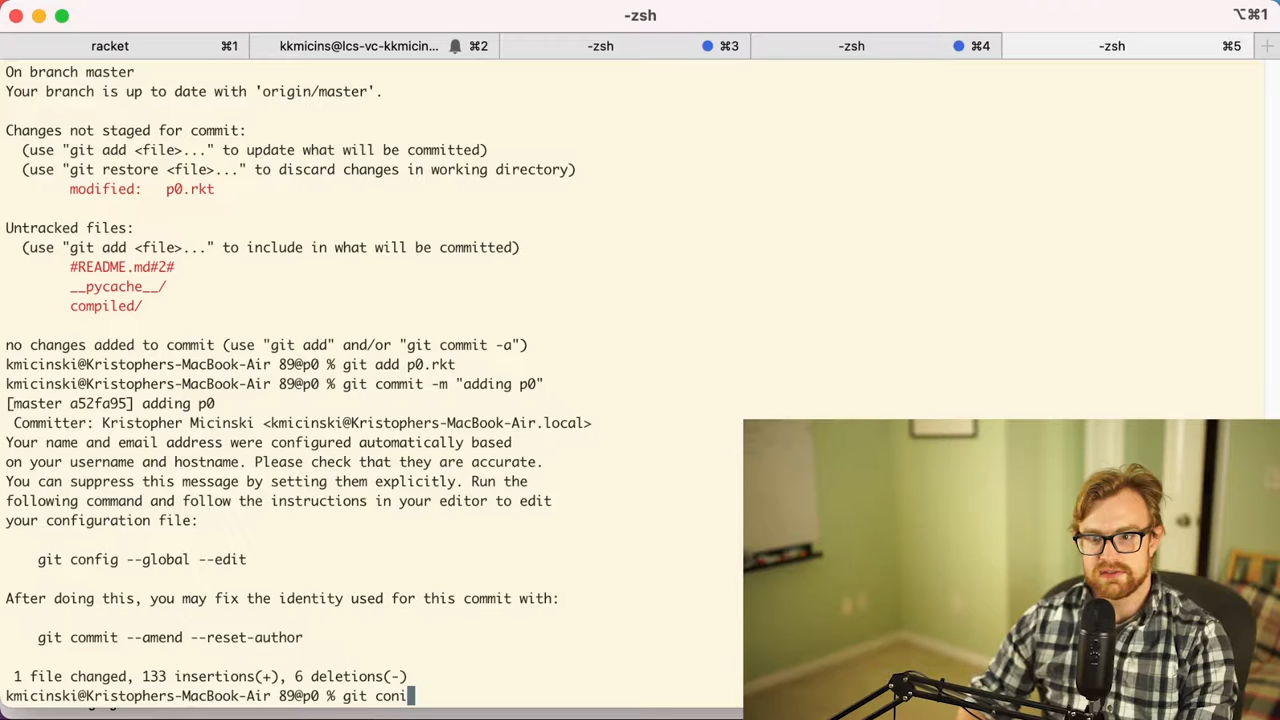 -zsh
⌥⌘1
racket ⌘1
kkmicins@lcs-vc-kkmicin... ⌘2
-zsh ⌘3
-zsh ⌘4
-zsh ⌘5
On branch master
Your branch is up to date with 'origin/master'.
Changes not staged for commit:
(use "git add <file>..." to update what will be committed)
(use "git restore <file>..." to discard changes in working directory)
modified: p0.rkt
Untracked files:
(use "git add <file>..." to include in what will be committed)
#README.md#2#
__pycache__/
compiled/
no changes added to commit (use "git add" and/or "git commit -a")
kmicinski@Kristophers-MacBook-Air 89@p0 % git add p0.rkt
kmicinski@Kristophers-MacBook-Air 89@p0 % git commit -m "adding p0"
[master a52fa95] adding p0
Committer: Kristopher Micinski <kmicinski@Kristophers-MacBook-Air.local>
Your name and email address were configured automatically based
on your username and hostname. Please check that they are accurate.
You can suppress this message by setting them explicitly. Run the
following command and follow the instructions in your editor to edit
your configuration file:
git config --global --edit
After doing this, you may fix the identity used for this commit with:
git commit --amend --reset-author
1 file changed, 133 insertions(+), 6 deletions(-)
kmicinski@Kristophers-MacBook-Air 89@p0 % git coni